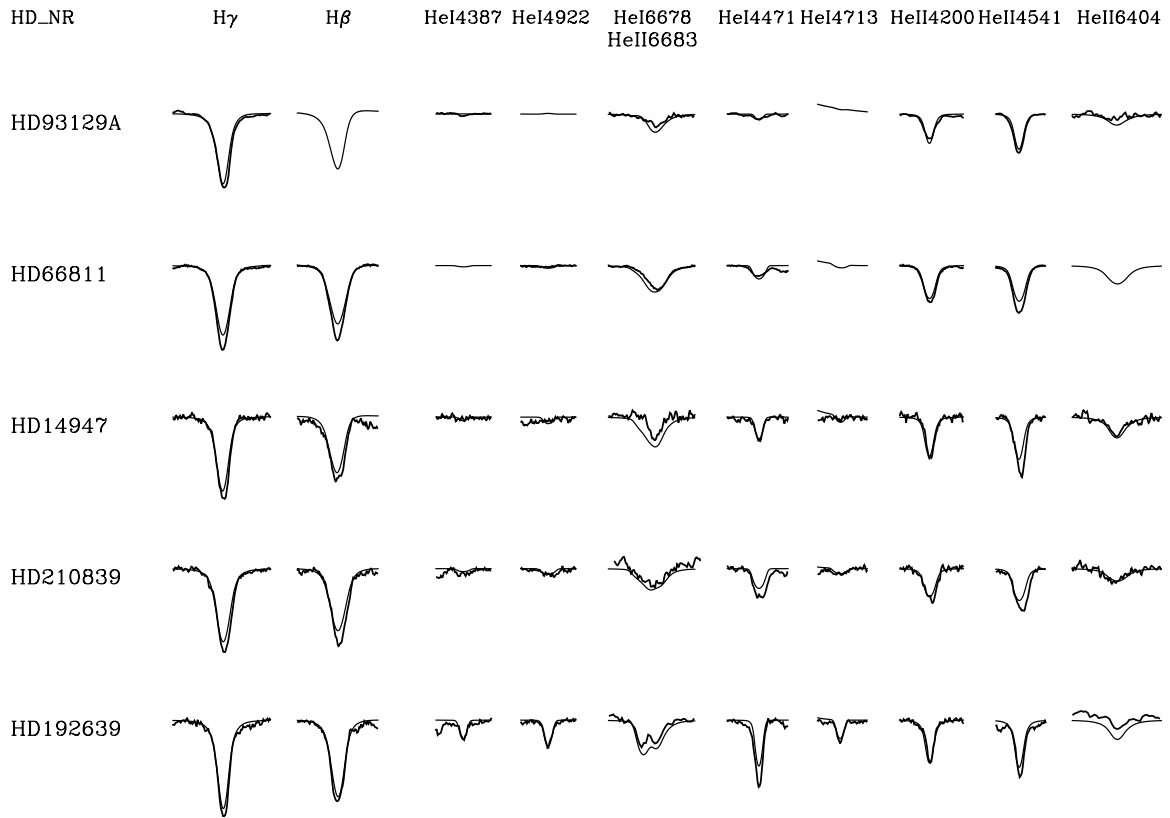 HD_NR Hγ Hβ HeI4387 HeI4922 HeI6678 HeI4471 HeI4713 HeII4200 HeII4541 HeII6404
HeII6683
HD93129A
HD66811
HD14947
HD210839
HD192639